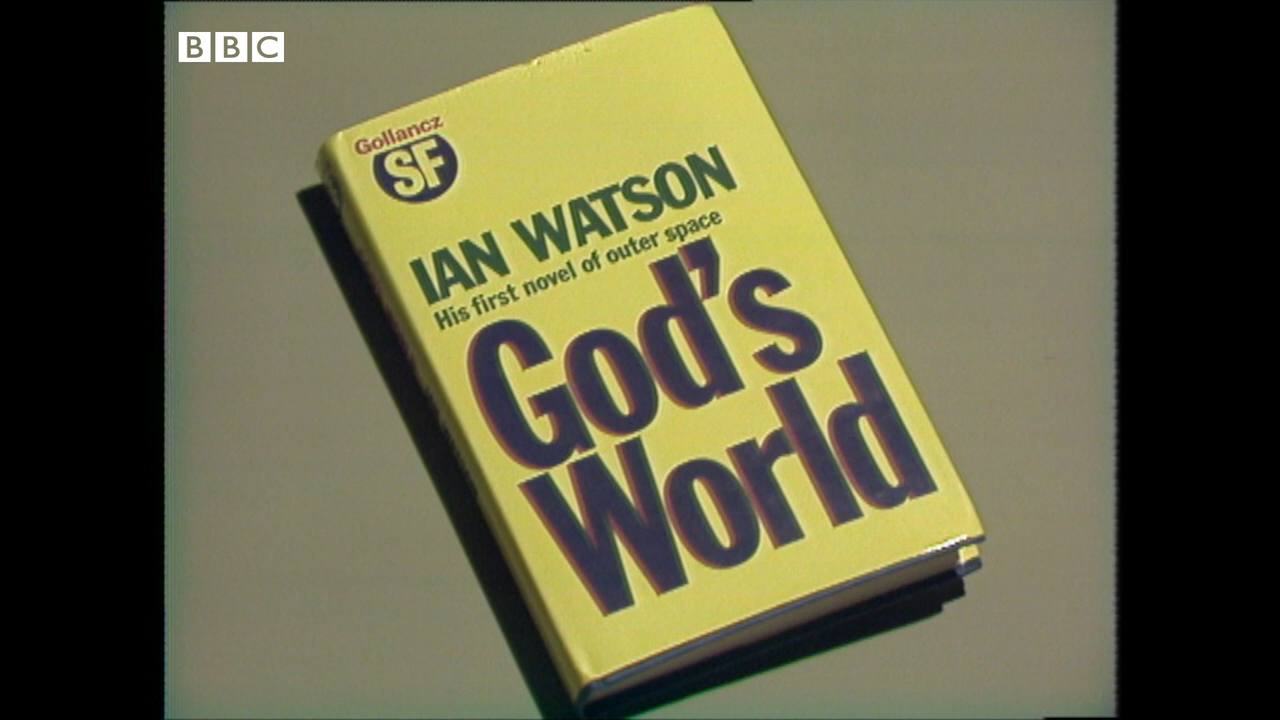 BBC
Gollancz
SF
IAN WATSON
His first novel of outer space
God's
World